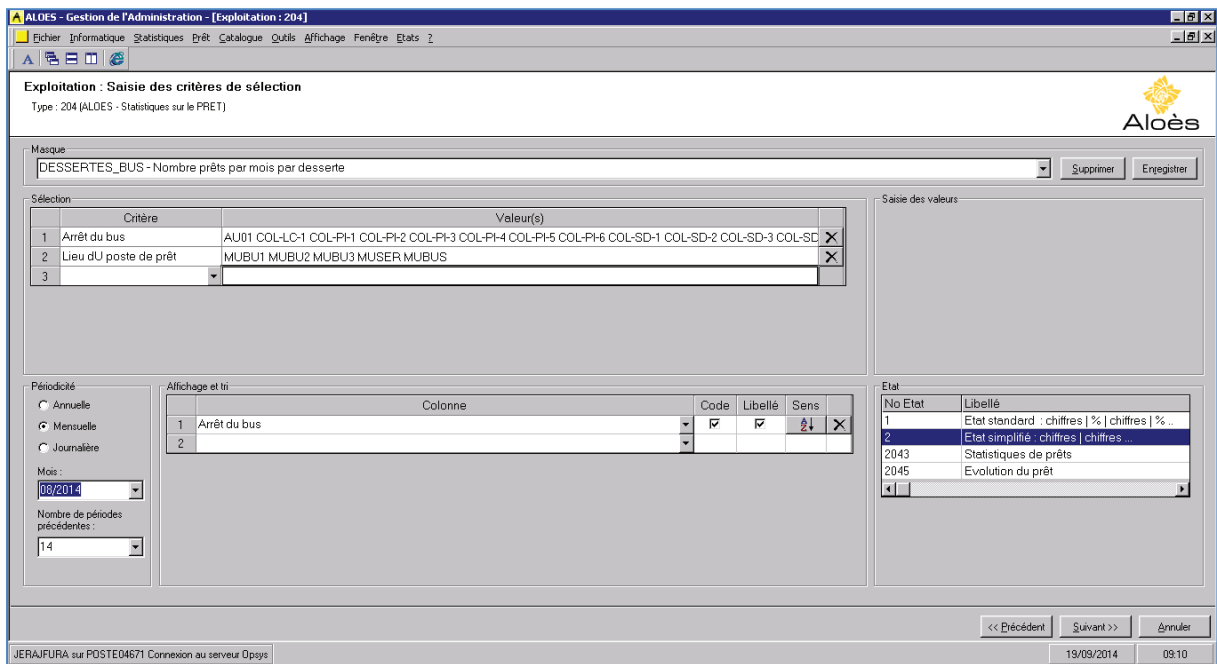 ALOES - Gestion de l'Administration - [Exploitation : 204]
Fichier Informatique Statistiques Prêt Catalogue Outils Affichage Fenêtre Etats ?
Exploitation : Saisie des critères de sélection
Type : 204 (ALOES - Statistiques sur le PRET)
Aloès
Masque
DESSERTES_BUS - Nombre prêts par mois par desserte
Supprimer Enregistrer
Sélection
Critère Valeur(s)
1 Arrêt du bus AU01 COL-LC-1 COL-PI-1 COL-PI-2 COL-PI-3 COL-PI-4 COL-PI-5 COL-PI-6 COL-SD-1 COL-SD-2 COL-SD-3 COL-SD
2 Lieu dU poste de prêt MUBU1 MUBU2 MUBU3 MUSER MUBUS
3
Saisie des valeurs
Périodicité
Annuelle
Mensuelle
Journalière
Mois :
08/2014
Nombre de périodes
précédentes :
14
Affichage et tri
Colonne Code Libellé Sens
1 Arrêt du bus
2
Etat
No Etat Libellé
1 Etat standard : chiffres | % | chiffres | % ..
2 Etat simplifié : chiffres | chiffres ...
2043 Statistiques de prêts
2045 Evolution du prêt
<< Précédent Suivant >> Annuler
JERAJFURA sur POSTE04671 Connexion au serveur Opsys 19/09/2014 09:10